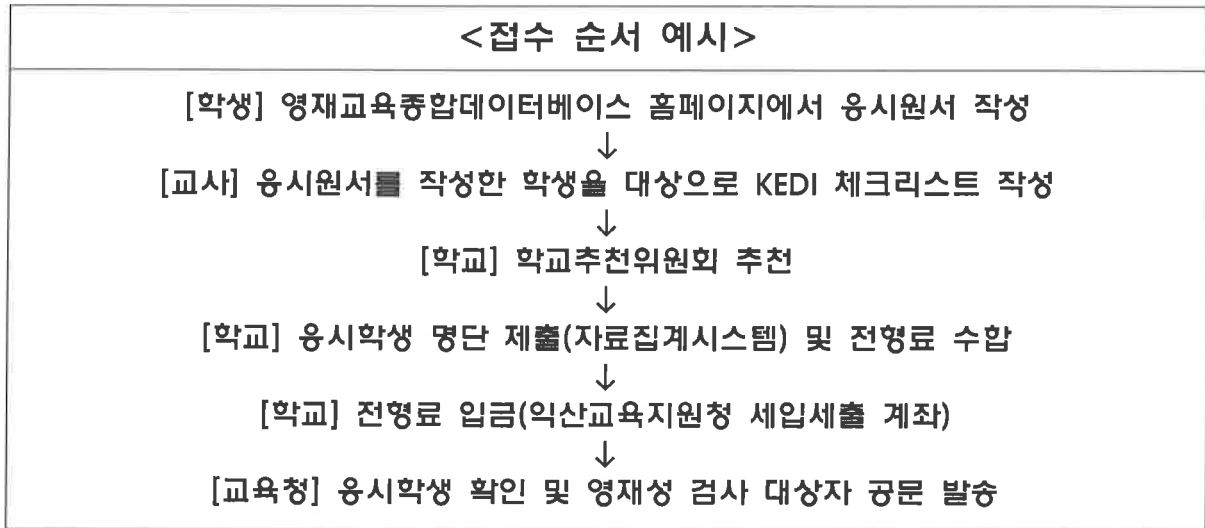 <접수 순서 예시>
[학생] 영재교육종합데이터베이스 홈페이지에서 응시원서 작성
↓
[교사] 응시원서를 작성한 학생을 대상으로 KEDI 체크리스트 작성
↓
[학교] 학교추천위원회 추천
↓
[학교] 응시학생 명단 제출(자료집계시스템) 및 전형료 수합
↓
[학교] 전형료 입금(익산교육지원청 세입세출 계좌)
↓
[교육청] 응시학생 확인 및 영재성 검사 대상자 공문 발송